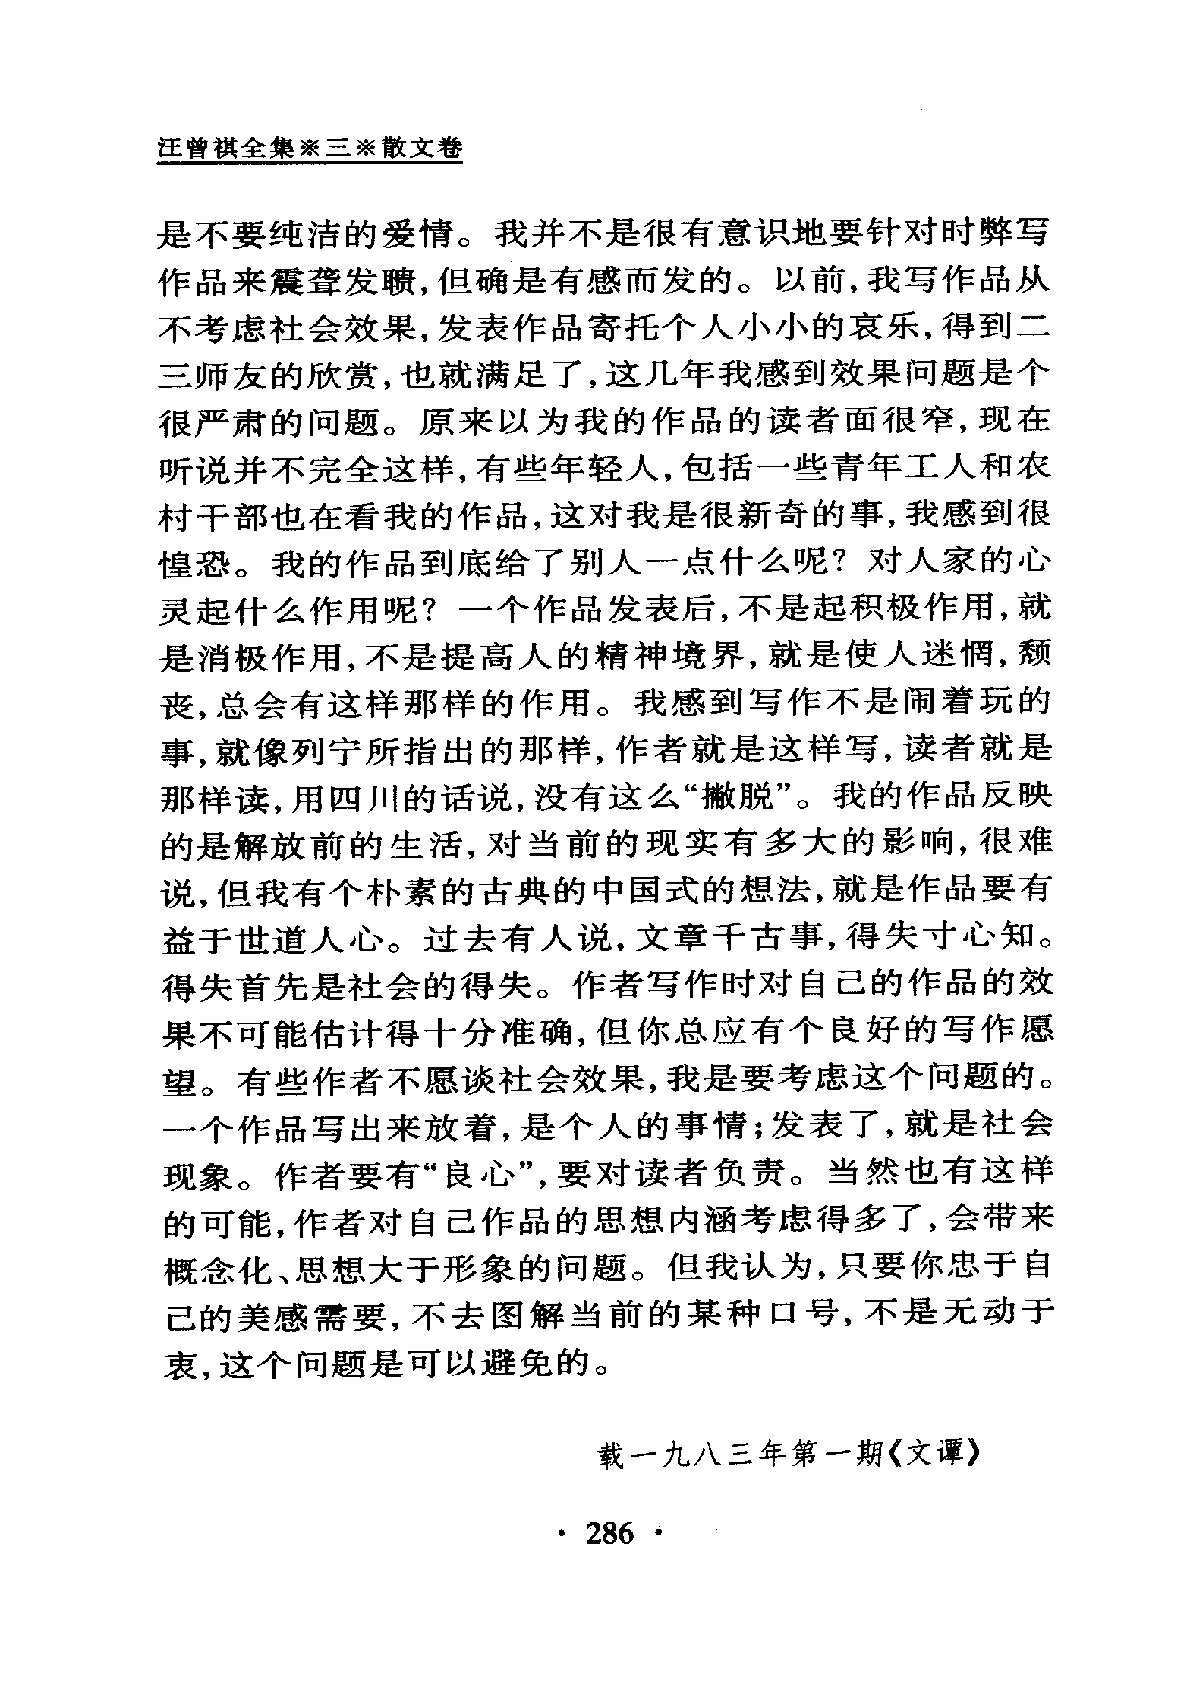 汪曾祺全集※三※散文卷
是不要纯洁的爱情。我并不是很有意识地要针对时弊写
作品来震聋发聩,但确是有感而发的。以前,我写作品从
不考虑社会效果,发表作品寄托个人小小的哀乐,得到二
三师友的欣赏,也就满足了,这几年我感到效果问题是个
很严肃的问题。原来以为我的作品的读者面很窄,现在
听说并不完全这样,有些年轻人,包括一些青年工人和农
村干部也在看我的作品,这对我是很新奇的事,我感到很
惶恐。我的作品到底给了别人一点什么呢？对人家的心
灵起什么作用呢？一个作品发表后,不是起积极作用,就
是消极作用,不是提高人的精神境界,就是使人迷惘,颓
丧,总会有这样那样的作用。我感到写作不是闹着玩的
事,就像列宁所指出的那样,作者就是这样写,读者就是
那样读,用四川的话说,没有这么“撇脱”。我的作品反映
的是解放前的生活,对当前的现实有多大的影响,很难
说,但我有个朴素的古典的中国式的想法,就是作品要有
益于世道人心。过去有人说,文章千古事,得失寸心知。
得失首先是社会的得失。作者写作时对自己的作品的效
果不可能估计得十分准确,但你总应有个良好的写作愿
望。有些作者不愿谈社会效果,我是要考虑这个问题的。
一个作品写出来放着,是个人的事情;发表了,就是社会
现象。作者要有“良心”,要对读者负责。当然也有这样
的可能,作者对自己作品的思想内涵考虑得多了,会带来
概念化、思想大于形象的问题。但我认为,只要你忠于自
己的美感需要,不去图解当前的某种口号,不是无动于
衷,这个问题是可以避免的。
载一九八三年第一期《文谭》
· 286 ·